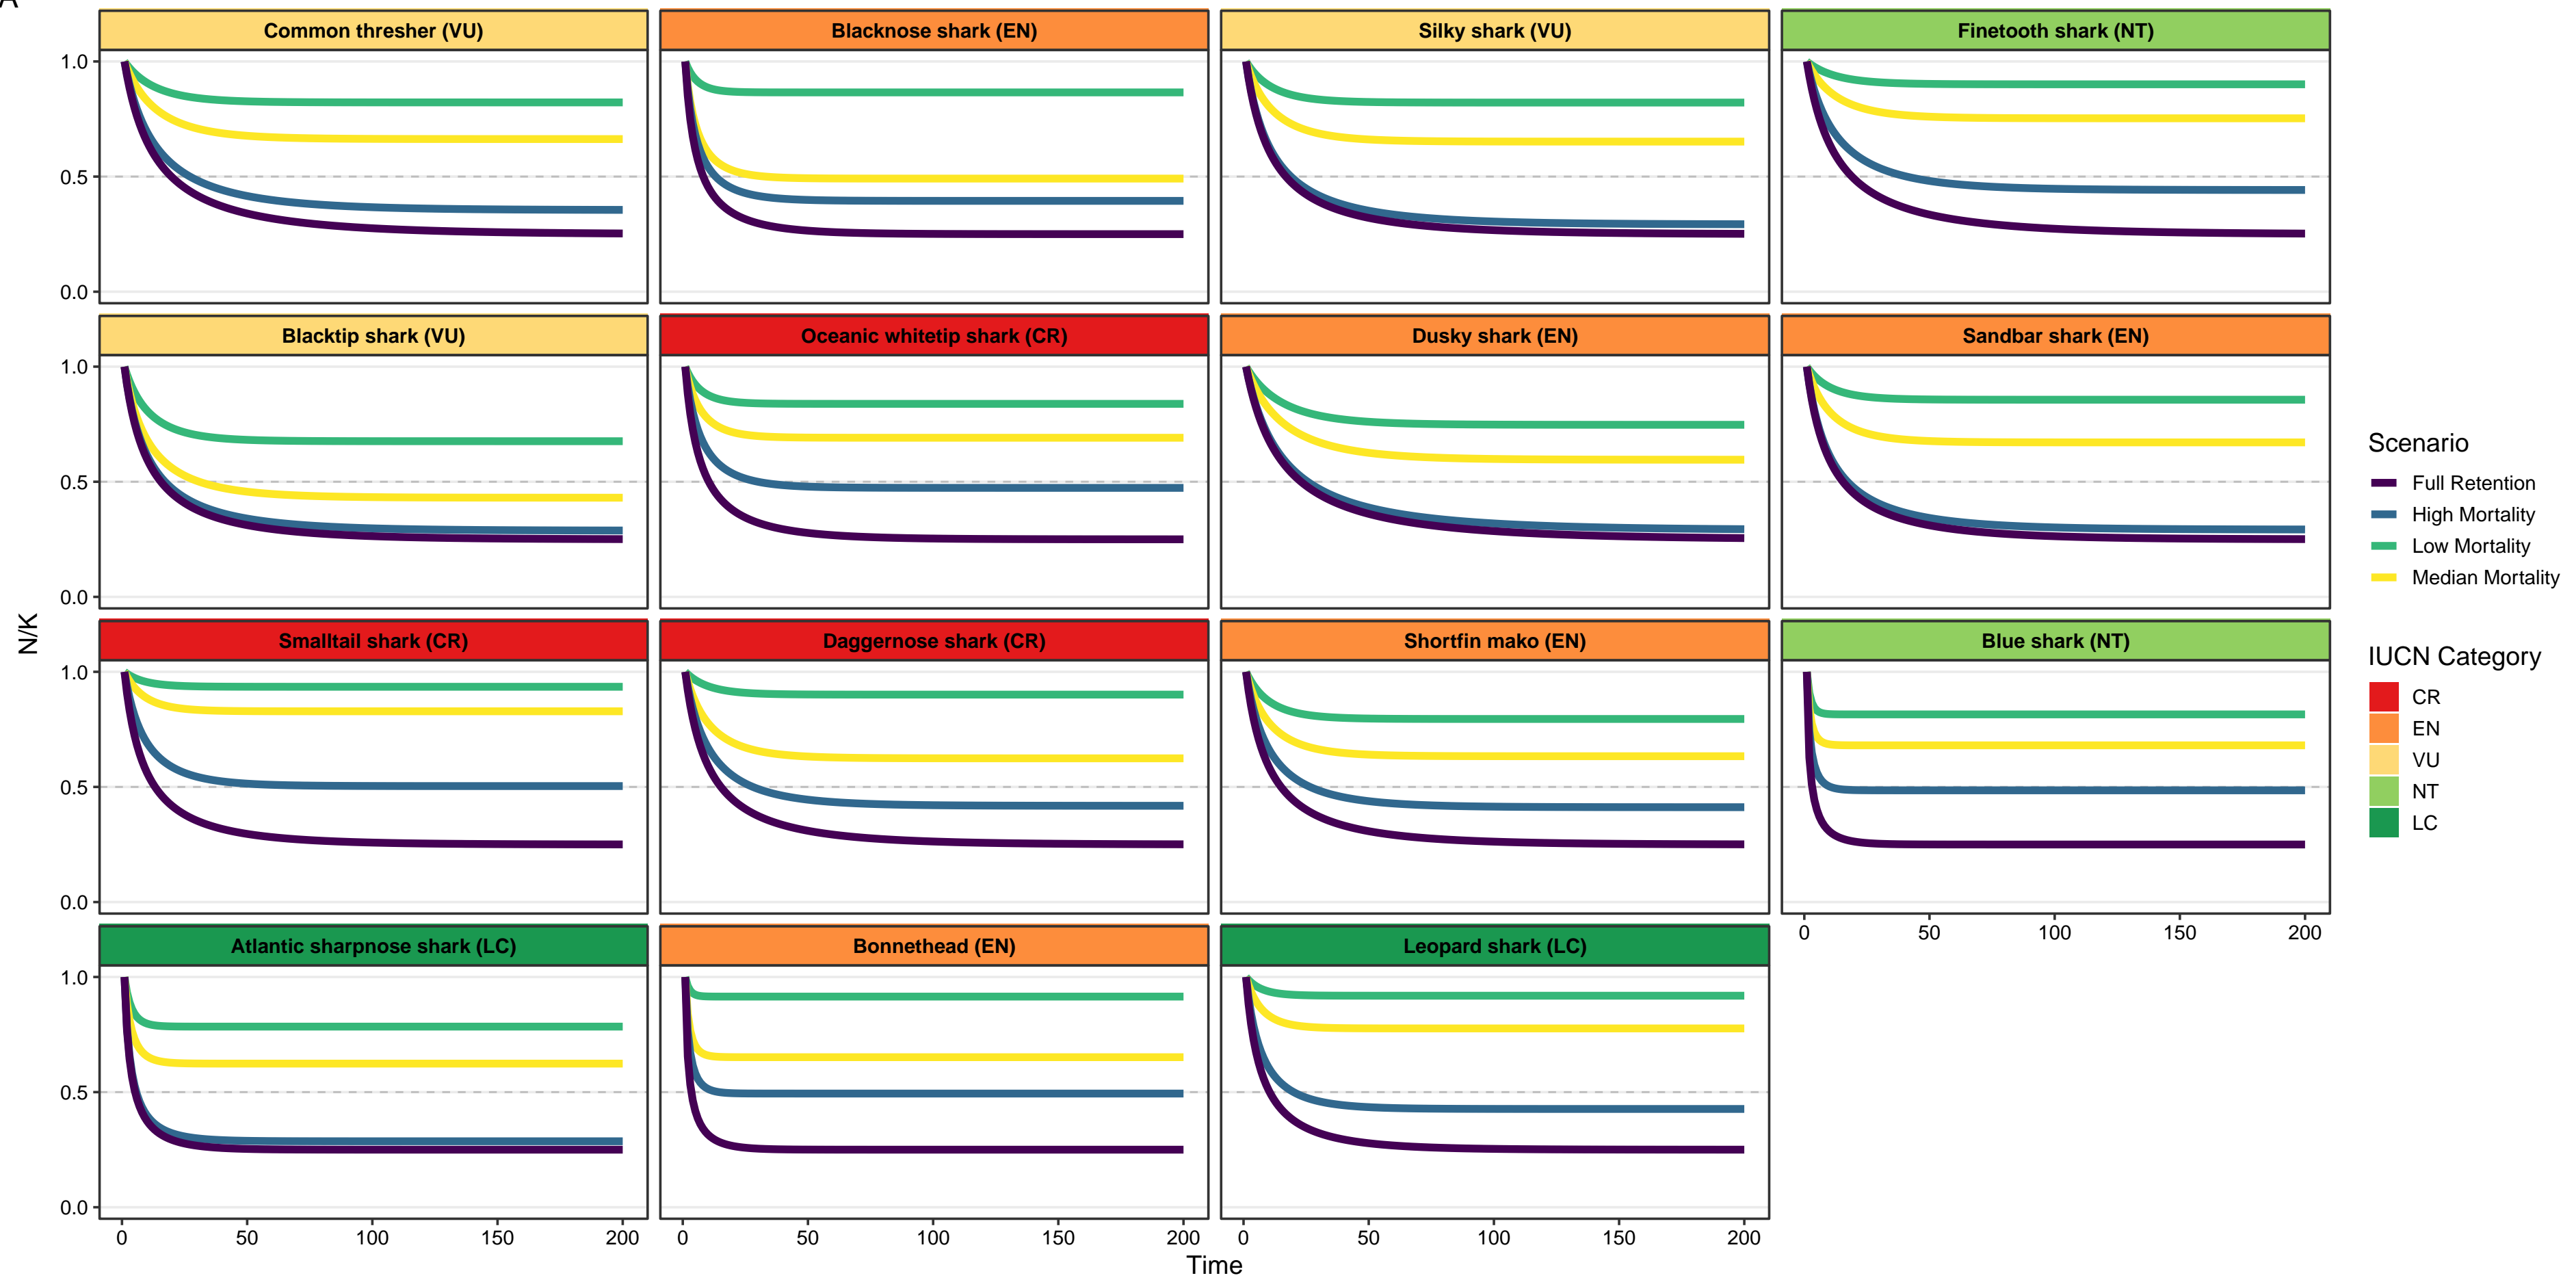 A
Common thresher (VU)
Blacknose shark (EN)
Silky shark (VU)
Finetooth shark (NT)
1.0
0.5
0.0
Blacktip shark (VU)
Oceanic whitetip shark (CR)
Dusky shark (EN)
Sandbar shark (EN)
1.0
0.5
0.0
Smalltail shark (CR)
Daggernose shark (CR)
Shortfin mako (EN)
Blue shark (NT)
1.0
0.5
0.0
0 50 100 150 200
Atlantic sharpnose shark (LC)
Bonnethead (EN)
Leopard shark (LC)
1.0
0.5
0.0
0 50 100 150 200
0 50 100 150 200
0 50 100 150 200
Time
N/K
Scenario
Full Retention
High Mortality
Low Mortality
Median Mortality
IUCN Category
CR
EN
VU
NT
LC